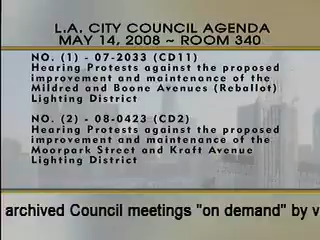 L.A. CITY COUNCIL AGENDA
MAY 14, 2008 ~ ROOM 340
NO. (1) - 07-2033 (CD11)
Hearing Protests against the proposed
improvement and maintenance of the
Mildred and Boone Avenues (Reballot)
Lighting District
NO. (2) - 08-0423 (CD2)
Hearing Protests against the proposed
improvement and maintenance of the
Moorpark Street and Kraft Avenue
Lighting District
archived Council meetings "on demand" by v